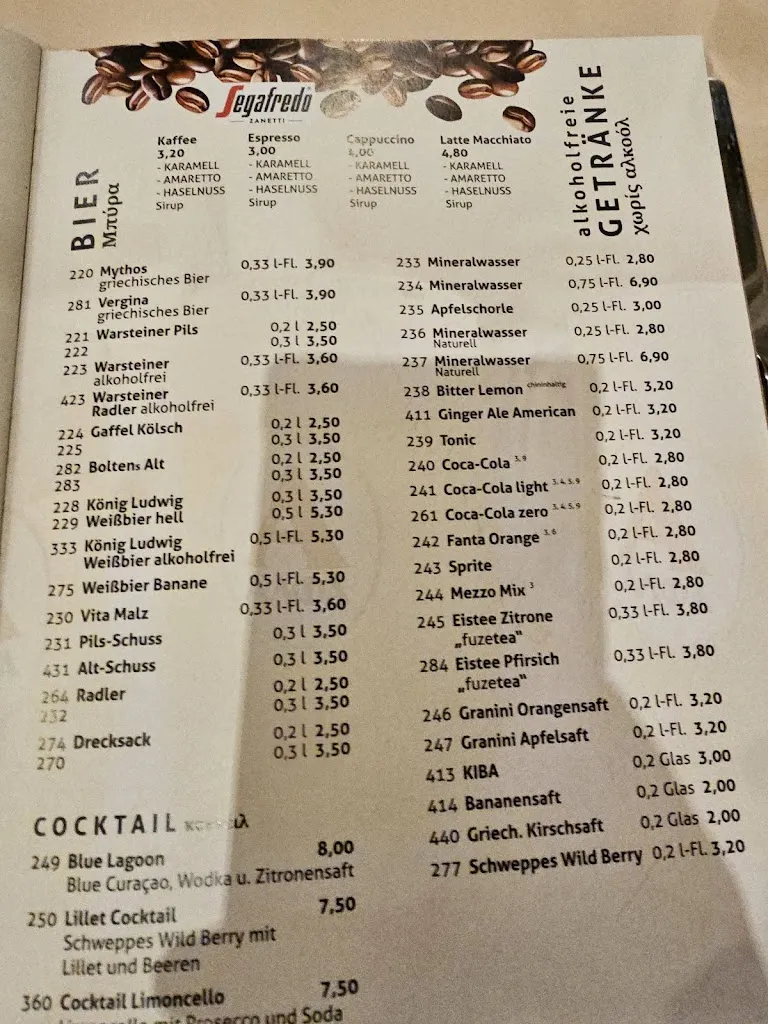 Segafredo
ZANETTI
Kaffee
3,20
- KARAMELL
- AMARETTO
- HASELNUSS
Sirup
Espresso
3,00
- KARAMELL
- AMARETTO
- HASELNUSS
Sirup
Cappuccino
4,00
- KARAMELL
- AMARETTO
- HASELNUSS
Sirup
Latte Macchiato
4,80
- KARAMELL
- AMARETTO
- HASELNUSS
Sirup
BIER
Μπύρα
220 Mythos 0,33 l-Fl. 3,90
griechisches Bier
281 Vergina 0,33 l-Fl. 3,90
griechisches Bier
221 Warsteiner Pils 0,2 l 2,50
222 0,3 l 3,50
223 Warsteiner 0,33 l-Fl. 3,60
alkoholfrei
423 Warsteiner 0,33 l-Fl. 3,60
Radler alkoholfrei
224 Gaffel Kölsch 0,2 l 2,50
225 0,3 l 3,50
282 Boltens Alt 0,2 l 2,50
283 0,3 l 3,50
228 König Ludwig 0,3 l 3,50
229 Weißbier hell 0,5 l 5,30
333 König Ludwig 0,5 l-Fl. 5,30
Weißbier alkoholfrei
275 Weißbier Banane 0,5 l-Fl. 5,30
230 Vita Malz 0,33 l-Fl. 3,60
231 Pils-Schuss 0,3 l 3,50
431 Alt-Schuss 0,3 l 3,50
264 Radler 0,2 l 2,50
232 0,3 l 3,50
274 Drecksack 0,2 l 2,50
270 0,3 l 3,50
COCKTAIL
249 Blue Lagoon 8,00
Blue Curaçao, Wodka u. Zitronensaft
250 Lillet Cocktail 7,50
Schweppes Wild Berry mit
Lillet und Beeren
360 Cocktail Limoncello 7,50
Limoncello mit Prosecco und Soda
alkoholfreie
GETRÄNKE
χωρίς αλκοόλ
233 Mineralwasser 0,25 l-Fl. 2,80
234 Mineralwasser 0,75 l-Fl. 6,90
235 Apfelschorle 0,25 l-Fl. 3,00
236 Mineralwasser 0,25 l-Fl. 2,80
Naturell
237 Mineralwasser 0,75 l-Fl. 6,90
Naturell
238 Bitter Lemon chininhaltig 0,2 l-Fl. 3,20
411 Ginger Ale American 0,2 l-Fl. 3,20
239 Tonic 0,2 l-Fl. 3,20
240 Coca-Cola 3, 9 0,2 l-Fl. 2,80
241 Coca-Cola light 3, 4, 5, 9 0,2 l-Fl. 2,80
261 Coca-Cola zero 3, 4, 5, 9 0,2 l-Fl. 2,80
242 Fanta Orange 3, 6 0,2 l-Fl. 2,80
243 Sprite 0,2 l-Fl. 2,80
244 Mezzo Mix 3 0,2 l-Fl. 2,80
245 Eistee Zitrone 0,33 l-Fl. 3,80
„fuzetea“
284 Eistee Pfirsich 0,33 l-Fl. 3,80
„fuzetea“
246 Granini Orangensaft 0,2 l-Fl. 3,20
247 Granini Apfelsaft 0,2 l-Fl. 3,20
413 KIBA 0,2 Glas 3,00
414 Bananensaft 0,2 Glas 2,00
440 Griech. Kirschsaft 0,2 Glas 2,00
277 Schweppes Wild Berry 0,2 l-Fl. 3,20